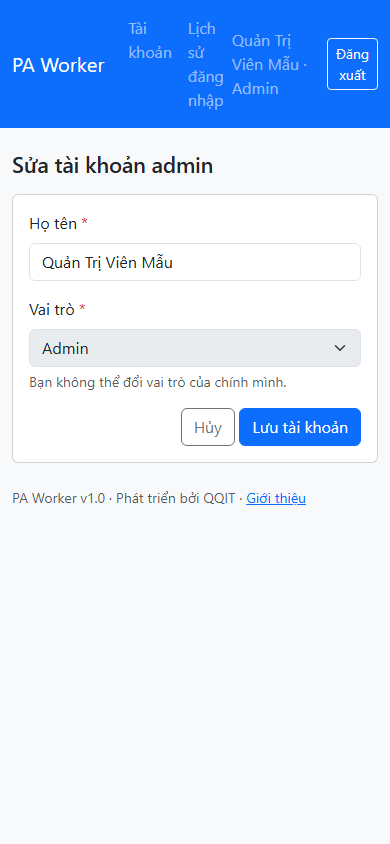 PA Worker
Tài
khoản
Lịch
sử
đăng
nhập
Quản Trị
Viên Mẫu ·
Admin
Đăng
xuất
Sửa tài khoản admin
Họ tên *
Quản Trị Viên Mẫu
Vai trò *
Admin
Bạn không thể đổi vai trò của chính mình.
Hủy
Lưu tài khoản
PA Worker v1.0 · Phát triển bởi QQIT · Giới thiệu